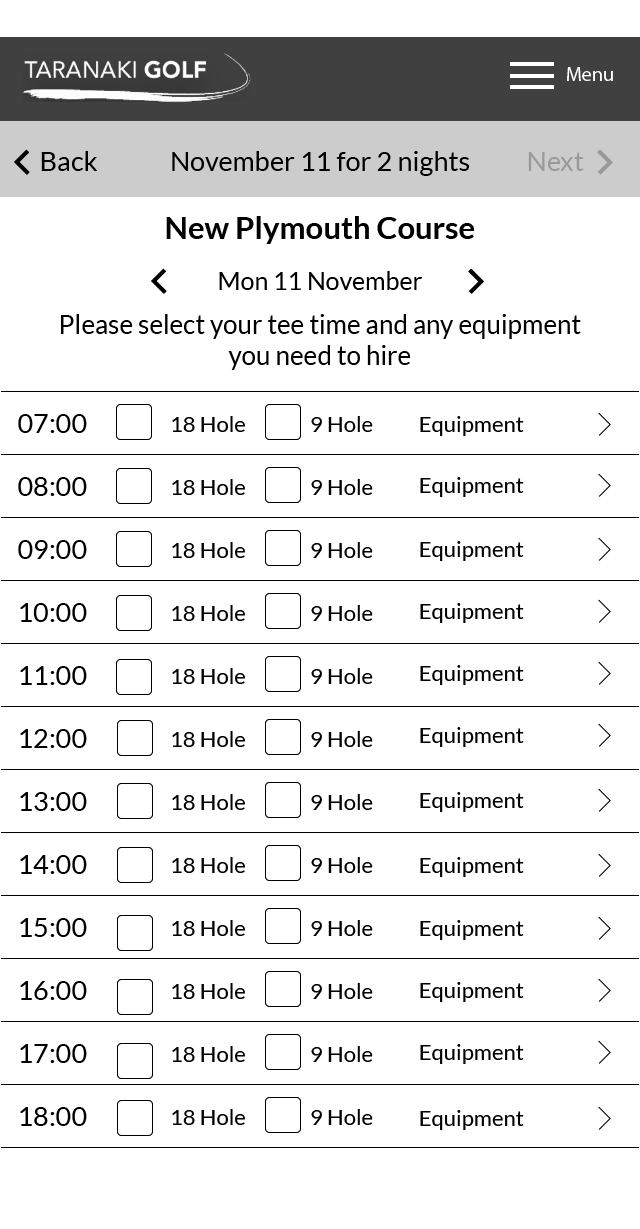 TARANAKI GOLF
Menu
Back November 11 for 2 nights Next
New Plymouth Course
Mon 11 November
Please select your tee time and any equipment
you need to hire
07:00 18 Hole 9 Hole Equipment
08:00 18 Hole 9 Hole Equipment
09:00 18 Hole 9 Hole Equipment
10:00 18 Hole 9 Hole Equipment
11:00 18 Hole 9 Hole Equipment
12:00 18 Hole 9 Hole Equipment
13:00 18 Hole 9 Hole Equipment
14:00 18 Hole 9 Hole Equipment
15:00 18 Hole 9 Hole Equipment
16:00 18 Hole 9 Hole Equipment
17:00 18 Hole 9 Hole Equipment
18:00 18 Hole 9 Hole Equipment